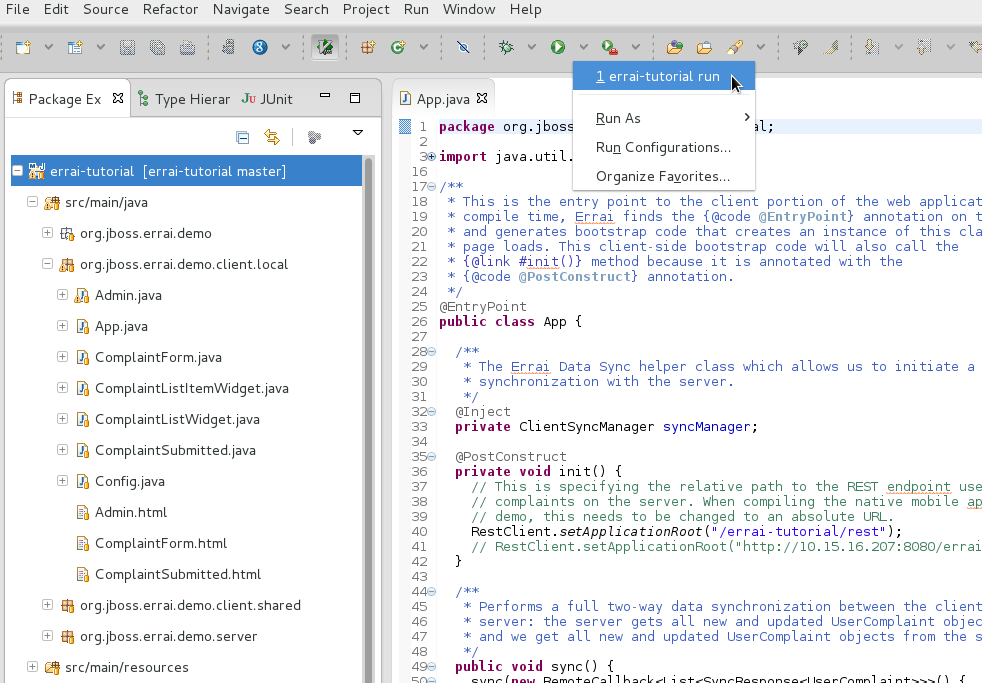 File Edit Source Refactor Navigate Search Project Run Window Help
Package Ex Type Hierar JUnit
App.java
1 errai-tutorial run
Run As
Run Configurations...
Organize Favorites...
errai-tutorial [errai-tutorial master]
src/main/java
org.jboss.errai.demo
org.jboss.errai.demo.client.local
Admin.java
App.java
ComplaintForm.java
ComplaintListItemWidget.java
ComplaintListWidget.java
ComplaintSubmitted.java
Config.java
Admin.html
ComplaintForm.html
ComplaintSubmitted.html
org.jboss.errai.demo.client.shared
org.jboss.errai.demo.server
src/main/resources
1 package org.jboss al;
2
3 import java.util.
16
17 /**
18 * This is the entry point to the client portion of the web applicat
19 * compile time, Errai finds the {@code @EntryPoint} annotation on t
20 * and generates bootstrap code that creates an instance of this cla
21 * page loads. This client-side bootstrap code will also call the
22 * {@link #init()} method because it is annotated with the
23 * {@code @PostConstruct} annotation.
24 */
25 @EntryPoint
26 public class App {
27
28 /**
29 * The Errai Data Sync helper class which allows us to initiate a
30 * synchronization with the server.
31 */
32 @Inject
33 private ClientSyncManager syncManager;
34
35 @PostConstruct
36 private void init() {
37 // This is specifying the relative path to the REST endpoint use
38 // complaints on the server. When compiling the native mobile ap
39 // demo, this needs to be changed to an absolute URL.
40 RestClient.setApplicationRoot("/errai-tutorial/rest");
41 // RestClient.setApplicationRoot("http://10.15.16.207:8080/errai
42 }
43
44 /**
45 * Performs a full two-way data synchronization between the client
46 * server: the server gets all new and updated UserComplaint objec
47 * and we get all new and updated UserComplaint objects from the s
48 */
49 public void sync() {
50 sync(new RemoteCallback<List<SyncResponse<UserComplaint>>>() {